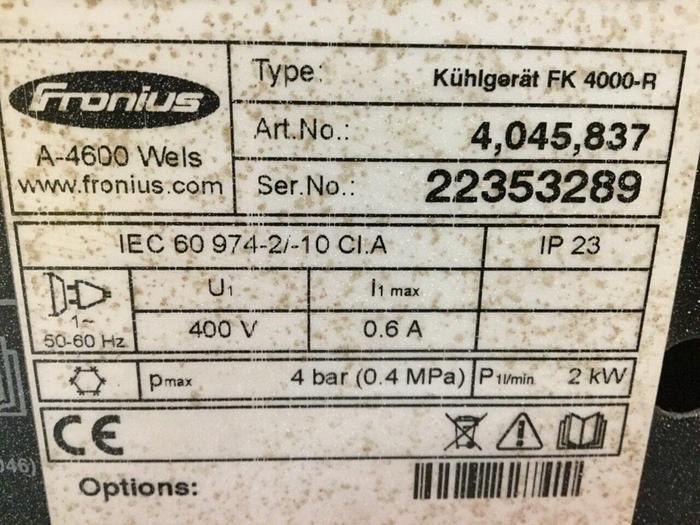 Fronius
A-4600 Wels
www.fronius.com
Type: Kühlgerät FK 4000-R
Art.No.: 4,045,837
Ser.No.: 22353289
IEC 60 974-2/-10 Cl.A IP 23
1~
50-60 Hz
U1 I1 max
400 V 0.6 A
pmax 4 bar (0.4 MPa) P1l/min 2 kW
CE
Options:
046)